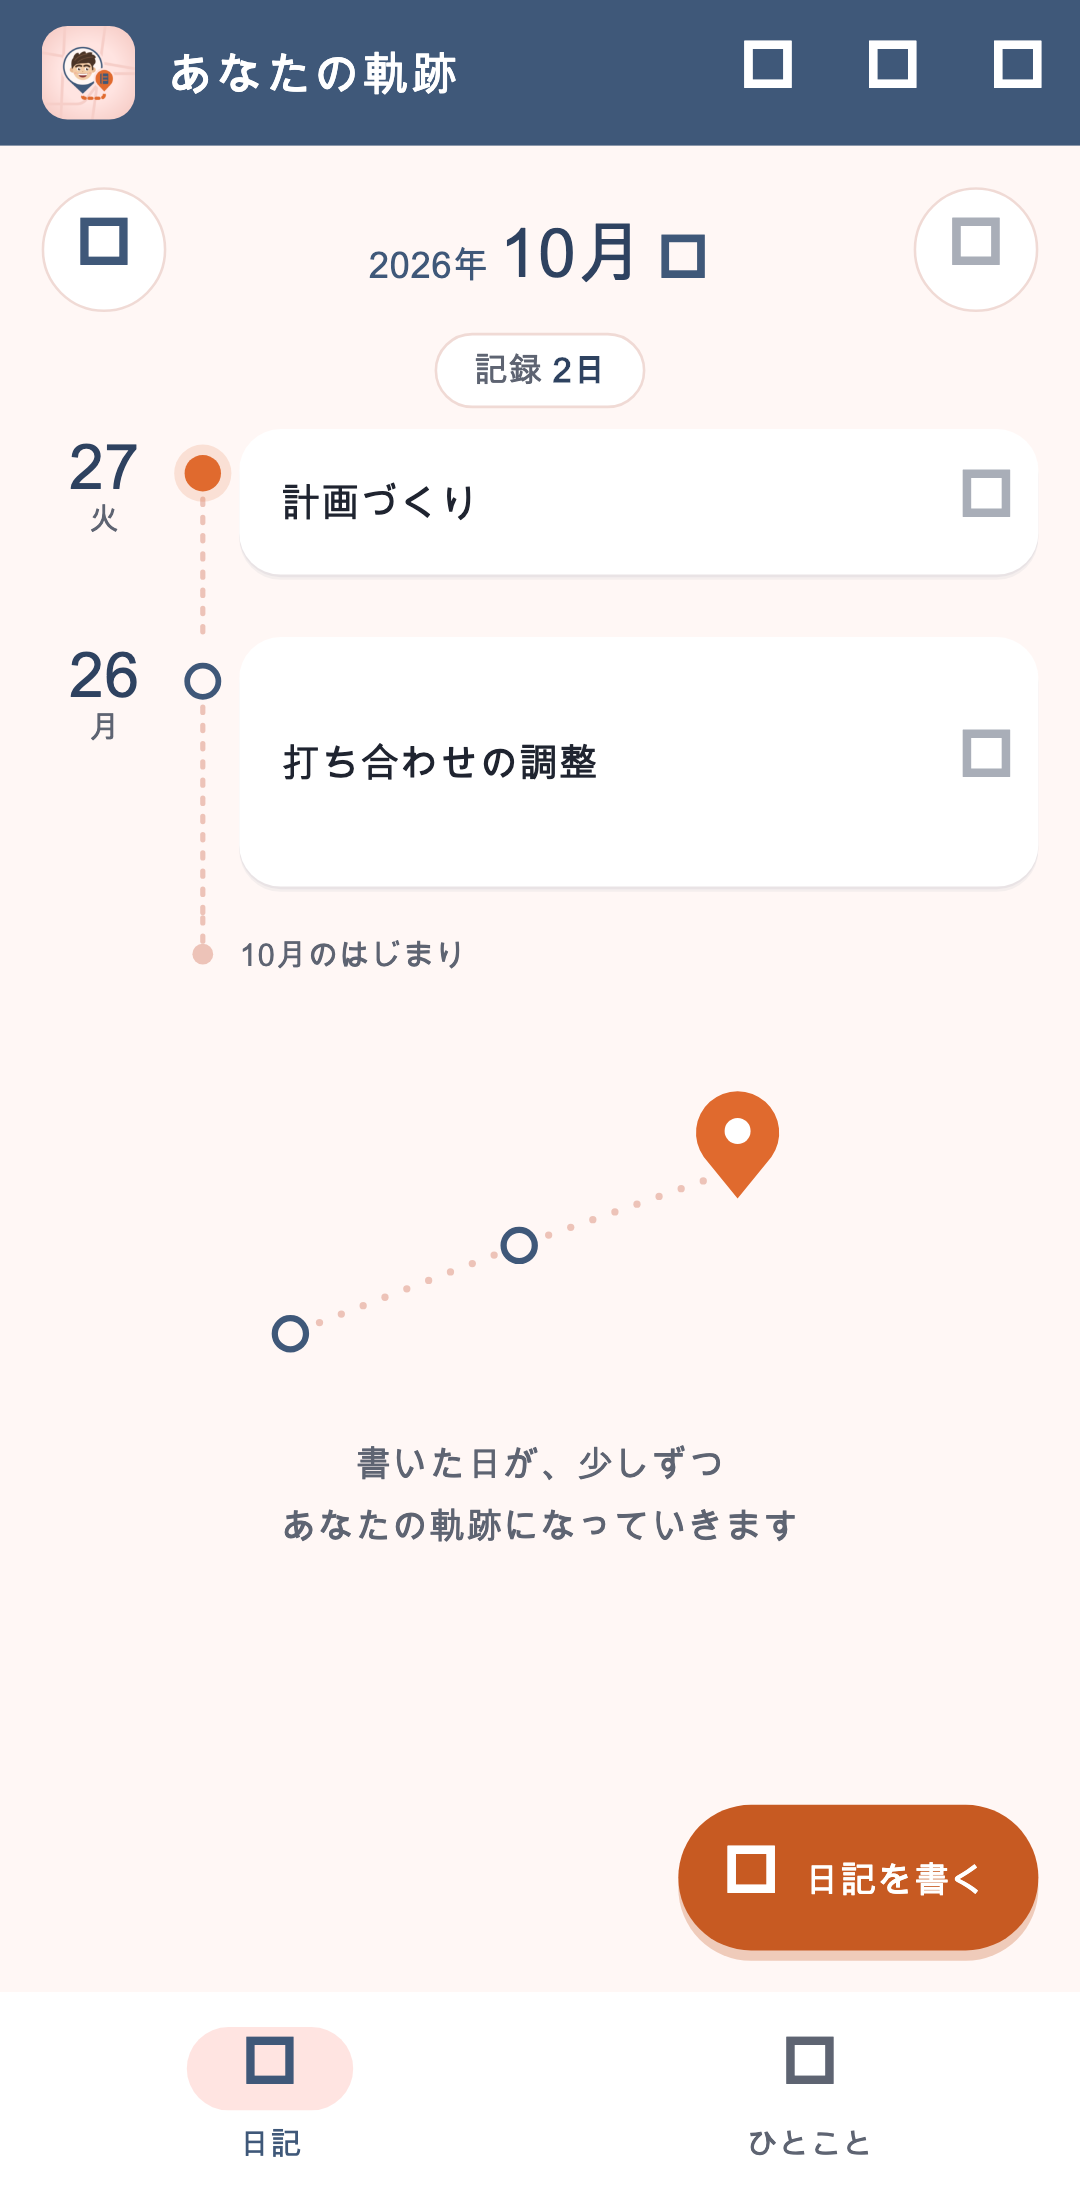 あなたの軌跡
2026年 10月
記録 2日
27
火
計画づくり
26
月
打ち合わせの調整
10月のはじまり
書いた日が、少しずつ
あなたの軌跡になっていきます
日記を書く
日記
ひとこと